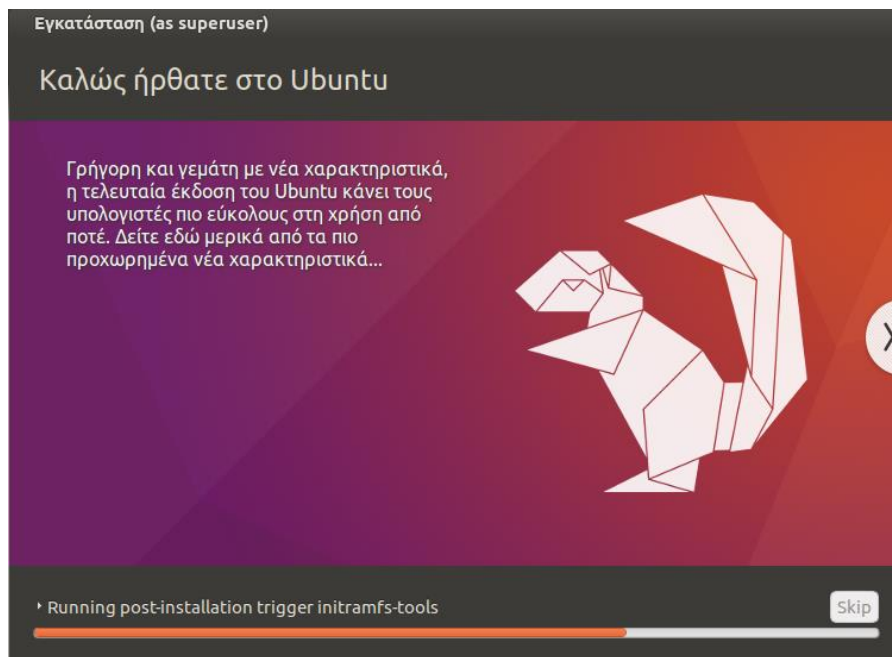 Εγκατάσταση (as superuser)
Καλώς ήρθατε στο Ubuntu
Γρήγορη και γεμάτη με νέα χαρακτηριστικά,
η τελευταία έκδοση του Ubuntu κάνει τους
υπολογιστές πιο εύκολους στη χρήση από
ποτέ. Δείτε εδώ μερικά από τα πιο
προχωρημένα νέα χαρακτηριστικά...
Running post-installation trigger initramfs-tools
Skip